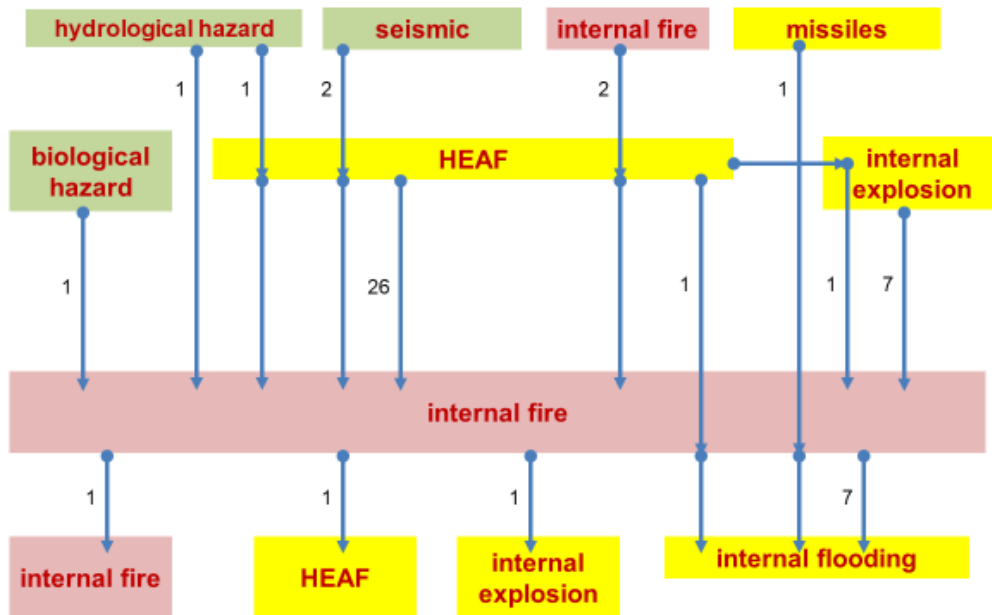 hydrological hazard
seismic
internal fire
missiles
1
1
2
2
1
biological
hazard
HEAF
internal
explosion
1
26
1
1
7
internal fire
1
1
1
7
internal fire
HEAF
internal
explosion
internal flooding